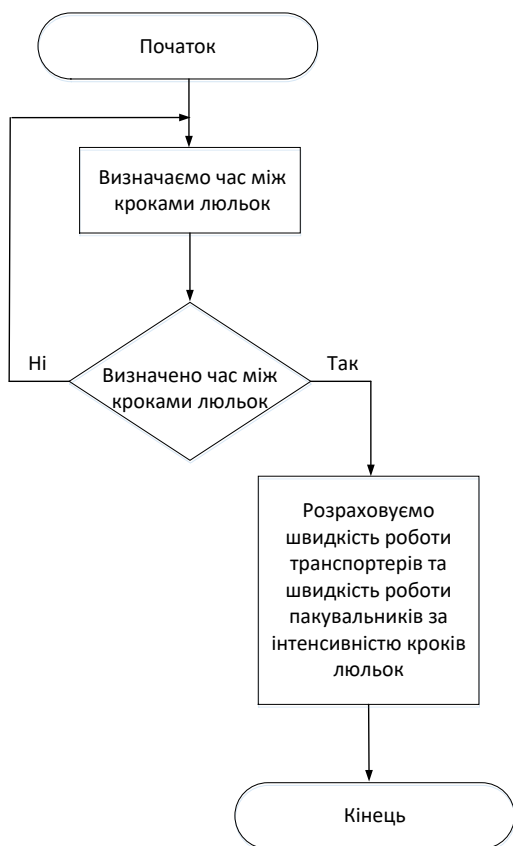 Початок
Визначаємо час між
кроками люльок
Ні
Так
Визначено час між
кроками люльок
Розраховуємо
швидкість роботи
транспортерів та
швидкість роботи
пакувальників за
інтенсивністю кроків
люльок
Кінець